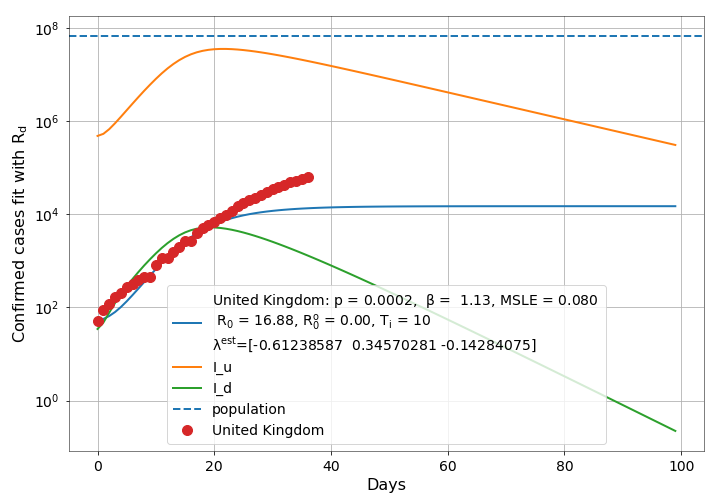 10^8
10^6
10^4
10^2
10^0
Confirmed cases fit with R_d
United Kingdom: p = 0.0002, β = 1.13, MSLE = 0.080
R_0 = 16.88, R_0^o = 0.00, T_i = 10
λ^est=[-0.61238587 0.34570281 -0.14284075]
I_u
I_d
population
United Kingdom
0 20 40 60 80 100
Days